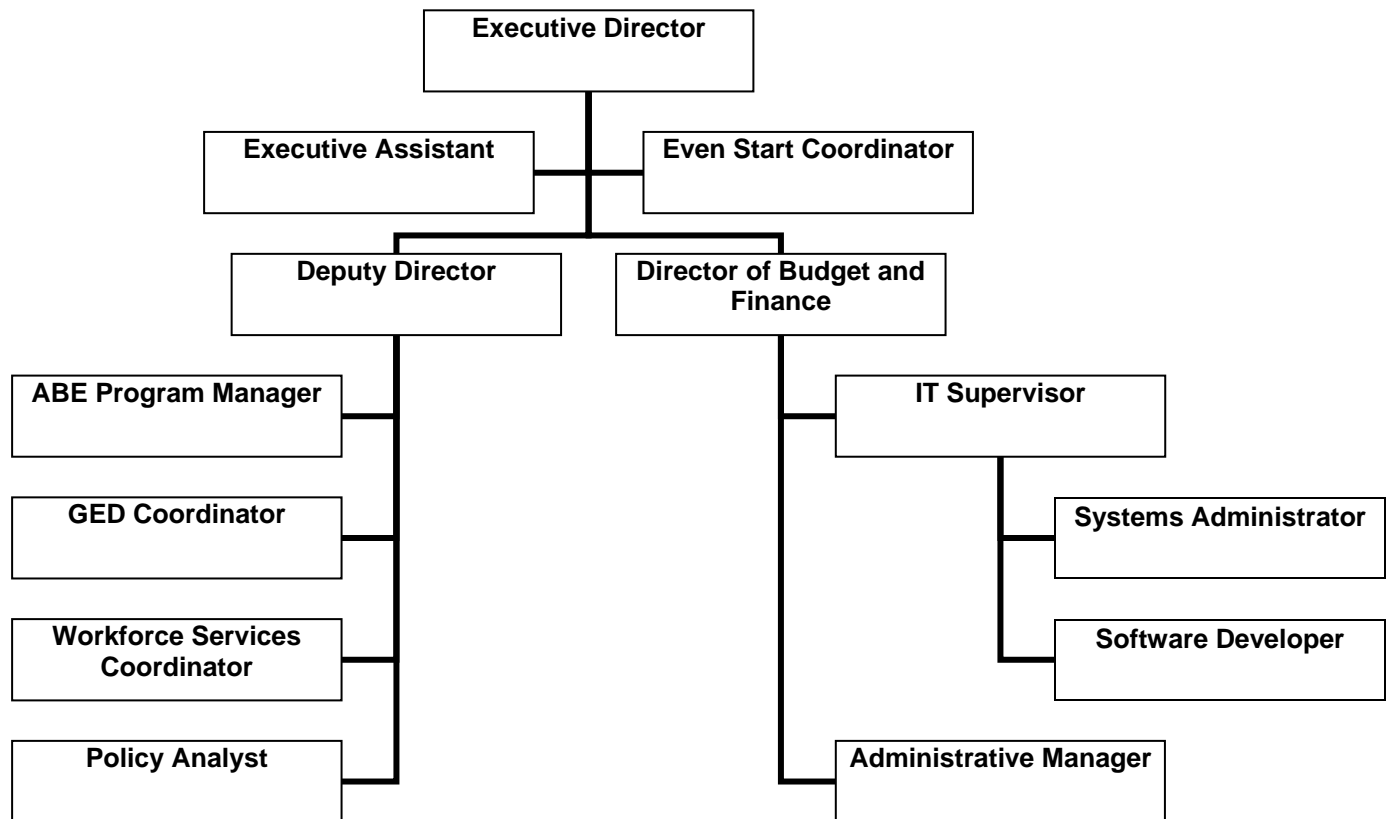 Executive Director
Executive Assistant
Even Start Coordinator
Deputy Director
Director of Budget and
Finance
ABE Program Manager
IT Supervisor
GED Coordinator
Systems Administrator
Workforce Services
Coordinator
Software Developer
Policy Analyst
Administrative Manager